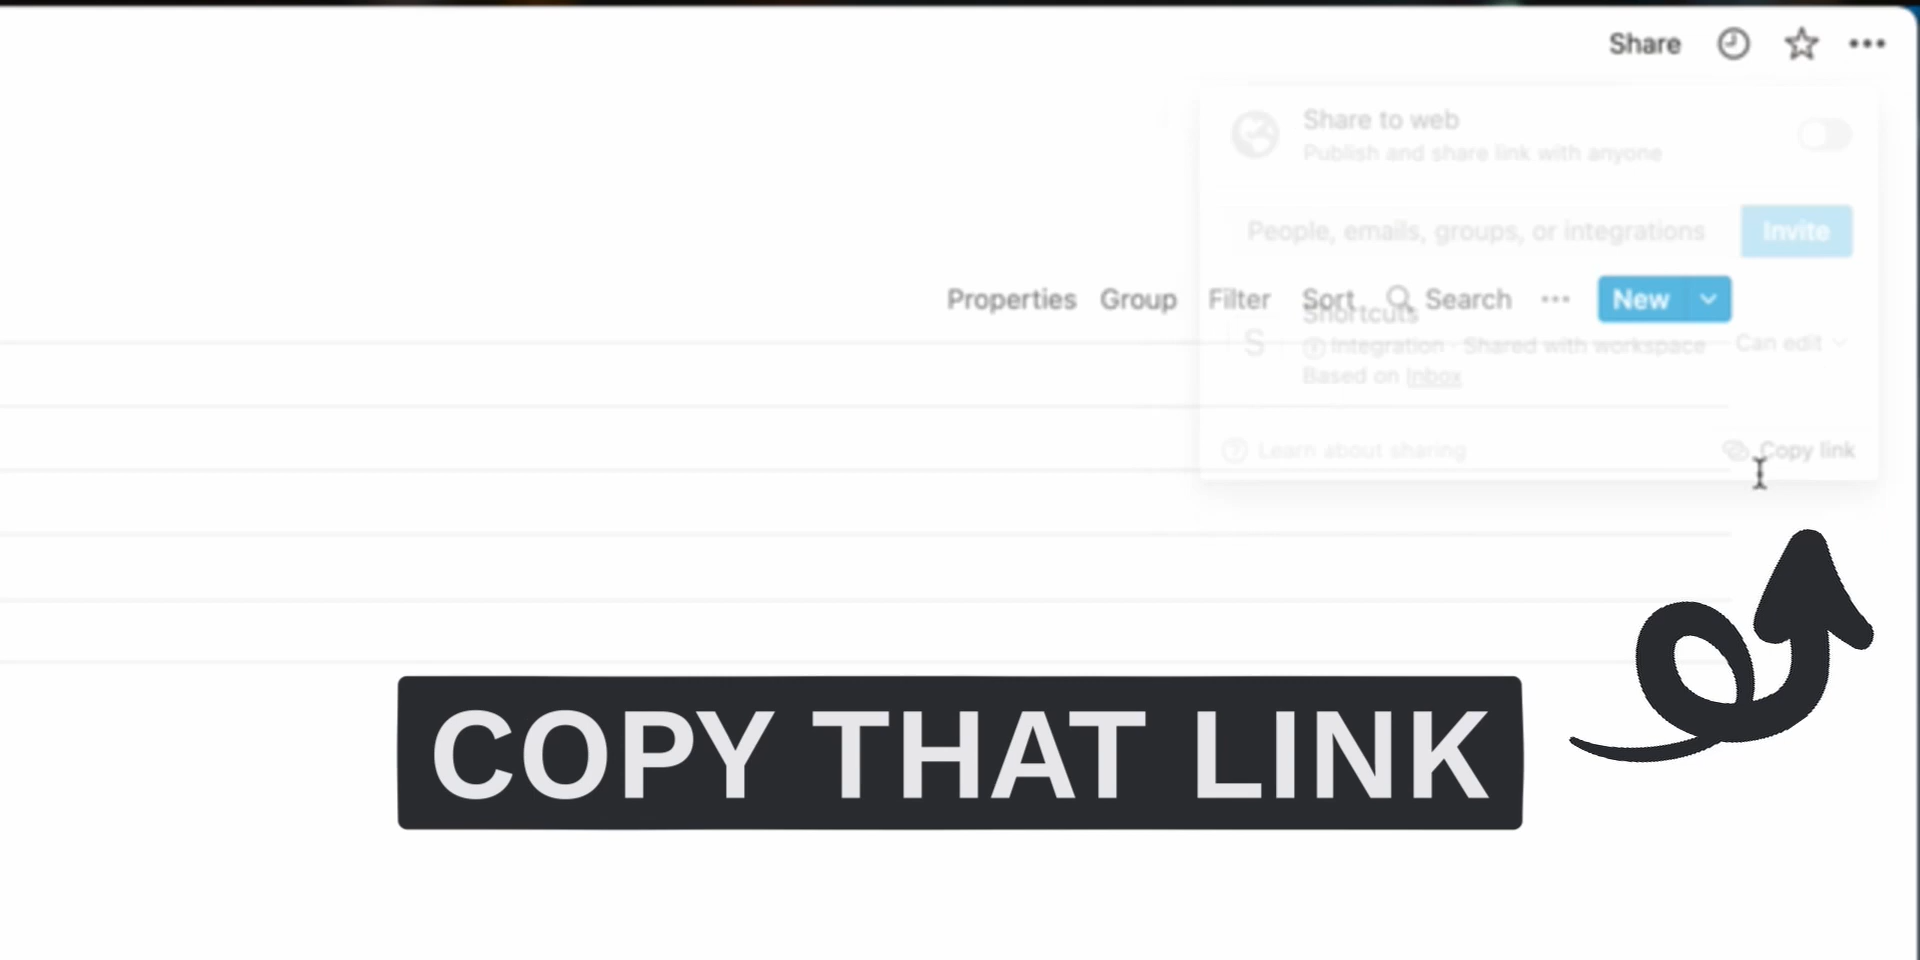 Share
Share to web
Publish and share link with anyone
People, emails, groups, or integrations Invite
Properties Group Filter Sort Search ... New
Shortcuts
S
Integration · Shared with workspace Can edit
Based on Inbox
Learn about sharing Copy link
COPY THAT LINK